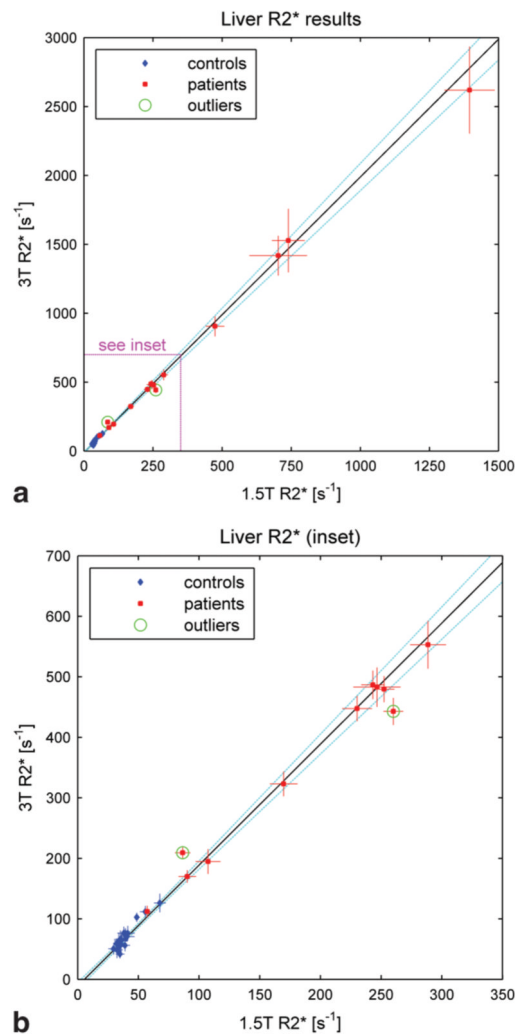 Liver R2* results
3000
2500
2000
1500
1000
500
0
controls
patients
outliers
see inset
3T R2* [s⁻¹]
0 250 500 750 1000 1250 1500
1.5T R2* [s⁻¹]
a
Liver R2* (inset)
700
600
500
400
300
200
100
0
controls
patients
outliers
3T R2* [s⁻¹]
0 50 100 150 200 250 300 350
1.5T R2* [s⁻¹]
b